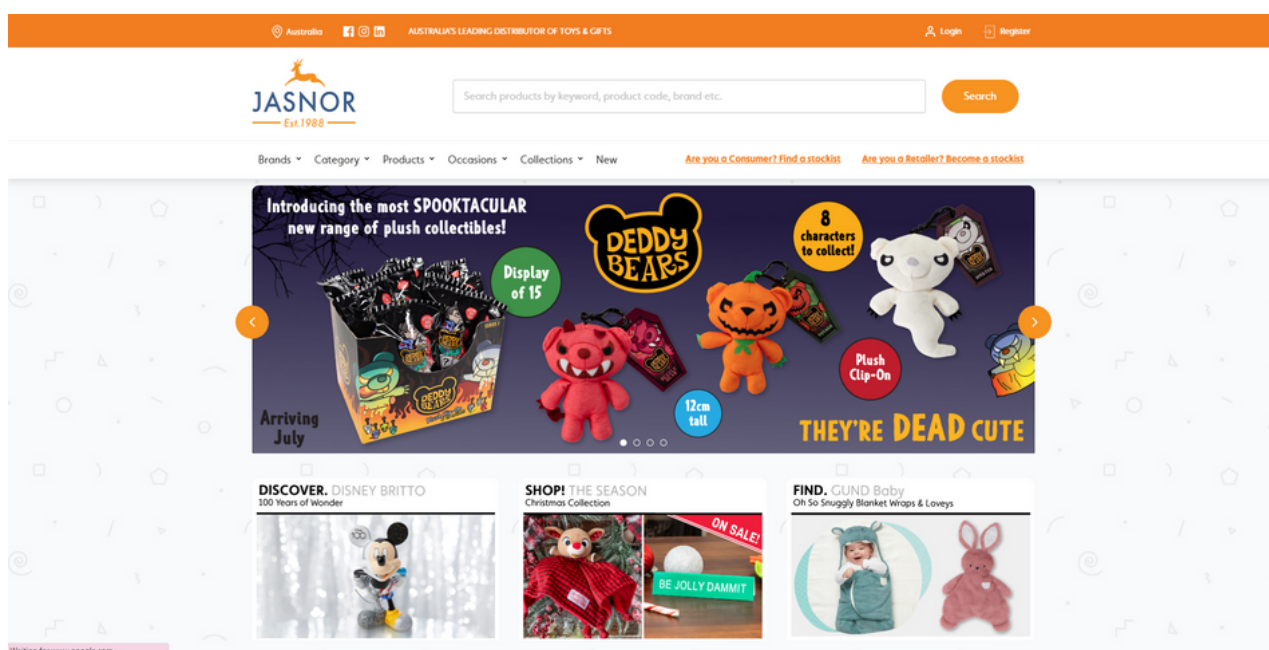 Australia
AUSTRALIA'S LEADING DISTRIBUTOR OF TOYS & GIFTS
Login
Register
JASNOR
Est.1988
Search products by keyword, product code, brand etc.
Search
Brands
Category
Products
Occasions
Collections
New
Are you a Consumer? Find a stockist
Are you a Retailer? Become a stockist
Introducing the most SPOOKTACULAR
new range of plush collectibles!
Display
of 15
DEDDY
BEARS
8
characters
to collect!
DEDDY
BEARS
12cm
tall
Plush
Clip-On
Arriving
July
THEY'RE DEAD CUTE
DISCOVER. DISNEY BRITTO
100 Years of Wonder
SHOP! THE SEASON
Christmas Collection
ON SALE!
BE JOLLY DAMMIT
FIND. GUND Baby
Oh So Snuggly Blanket Wraps & Loveys